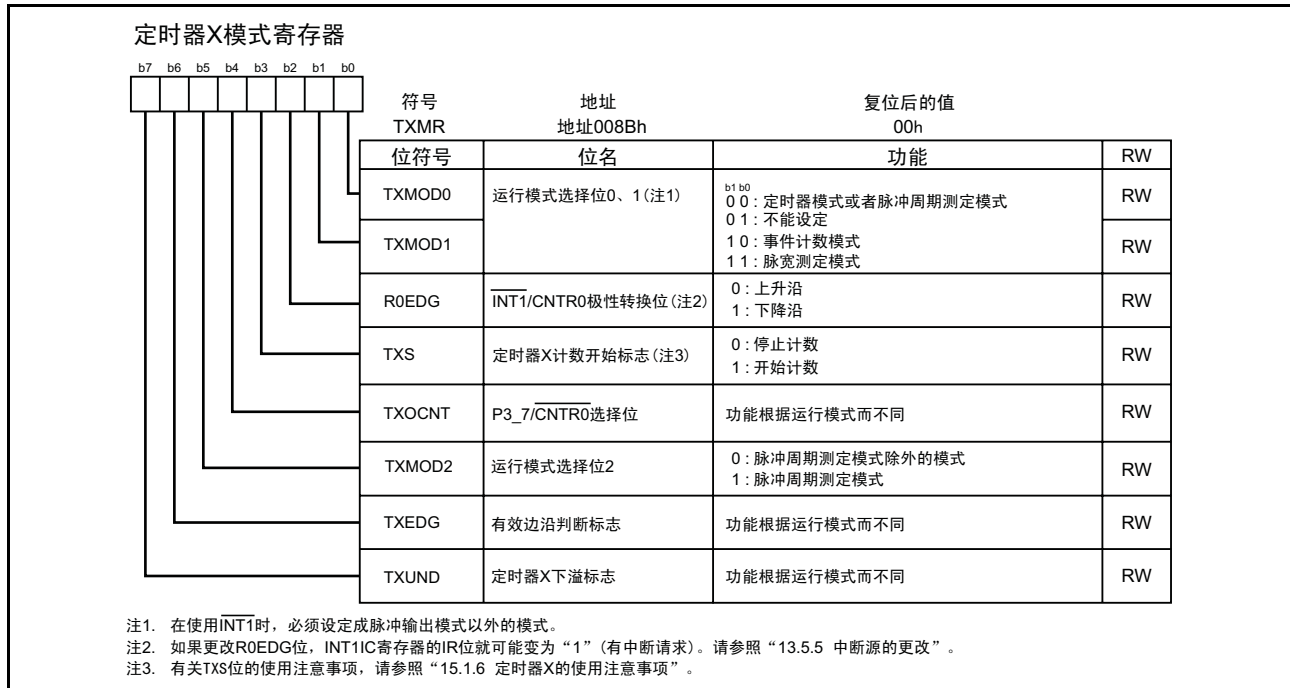 定时器X模式寄存器
b7 b6 b5 b4 b3 b2 b1 b0
符号 地址 复位后的值
TXMR 地址008Bh 00h
位符号 位名 功能 RW
TXMOD0 运行模式选择位0、1(注1) RW
b1 b0
0 0 : 定时器模式或者脉冲周期测定模式
0 1 : 不能设定
TXMOD1 RW
1 0 : 事件计数模式
1 1 : 脉宽测定模式
R0EDG INT1/CNTR0极性转换位(注2) RW
0 : 上升沿
1 : 下降沿
TXS 定时器X计数开始标志(注3) RW
0 : 停止计数
1 : 开始计数
TXOCNT P3_7/CNTR0选择位 功能根据运行模式而不同 RW
TXMOD2 运行模式选择位2 RW
0 : 脉冲周期测定模式除外的模式
1 : 脉冲周期测定模式
TXEDG 有效边沿判断标志 功能根据运行模式而不同 RW
TXUND 定时器X下溢标志 功能根据运行模式而不同 RW
注1. 在使用INT1时，必须设定成脉冲输出模式以外的模式。
注2. 如果更改R0EDG位，INT1IC寄存器的IR位就可能变为“1”(有中断请求)。请参照“13.5.5 中断源的更改”。
注3. 有关TXS位的使用注意事项，请参照“15.1.6 定时器X的使用注意事项”。